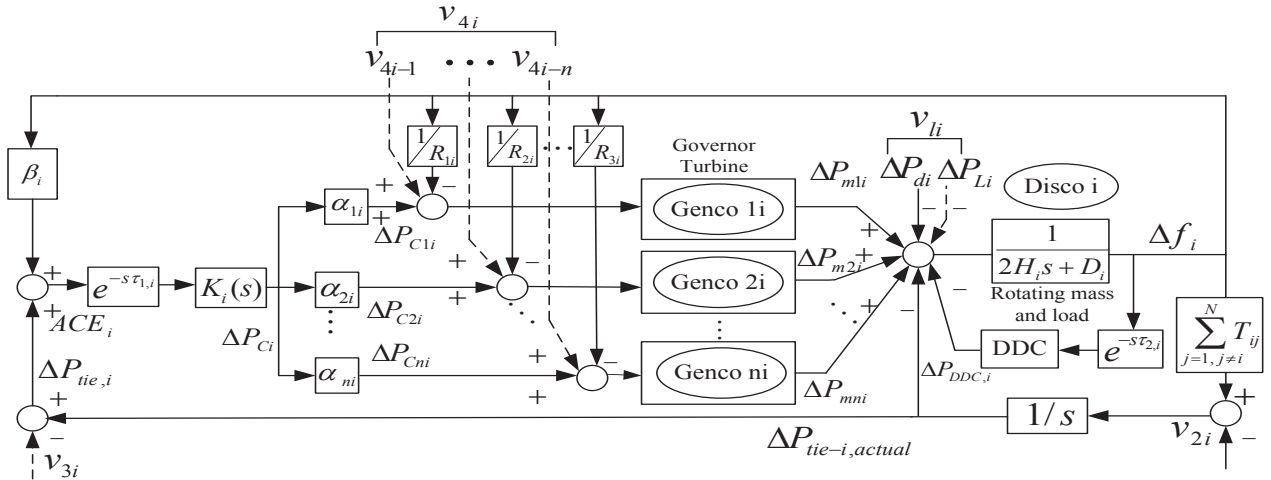 v4i
v4i−1 • • • v4i−n
1/R1i 1/R2i ··· 1/R3i
βi
Governor
Turbine
vli
ΔPdi ΔPLi
Disco i
α1i
+
+
−
ΔPC1i
Genco 1i
ΔPm1i
+
−
−
1
2His + Di
Δfi
Rotating mass
and load
+
+
ACEi
e−sτ1,i
Ki(s)
α2i
⋮
ΔPC2i
+
+
−
⋱
Genco 2i
ΔPm2i
+
+
⋮
⋮
−
−
DDC
e−sτ2,i
ΔPDDC,i
N
∑ Tij
j=1, j≠i
ΔPCi
αni
ΔPCni
+
+
−
Genco ni
ΔPmni
ΔPtie,i
+
−
v3i
ΔPtie−i,actual
1/s
v2i
+
−